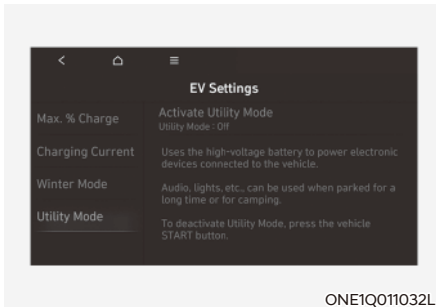 EV Settings
Max. % Charge
Charging Current
Winter Mode
Utility Mode
Activate Utility Mode
Utility Mode : Off
Uses the high-voltage battery to power electronic
devices connected to the vehicle.
Audio, lights, etc., can be used when parked for a
long time or for camping.
To deactivate Utility Mode, press the vehicle
START button.
ONE1Q011032L